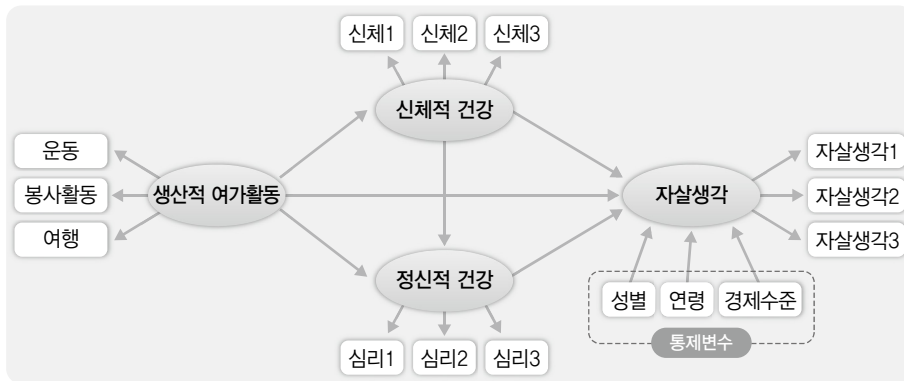 신체1 신체2 신체3
신체적 건강
운동
봉사활동
여행
생산적 여가활동
자살생각
자살생각1
자살생각2
자살생각3
정신적 건강
심리1 심리2 심리3
성별 연령 경제수준
통제변수